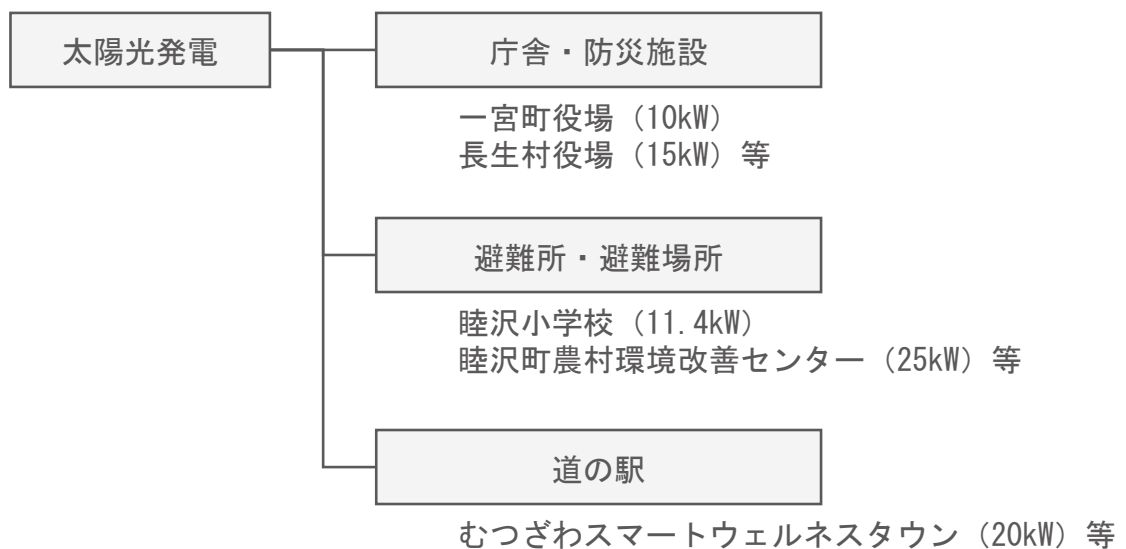 太陽光発電
庁舎・防災施設
一宮町役場（10kW）
長生村役場（15kW）等
避難所・避難場所
睦沢小学校（11.4kW）
睦沢町農村環境改善センター（25kW）等
道の駅
むつざわスマートウェルネスタウン（20kW）等